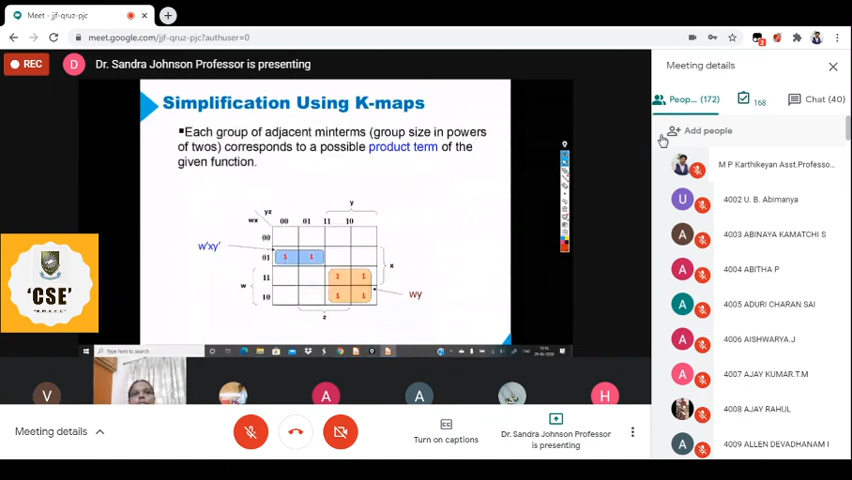 Meet - jjf-qruz-pjc
meet.google.com/jjf-qruz-pjc?authuser=0
REC
D
Dr. Sandra Johnson Professor is presenting
Meeting details
Peop... (172)
168
Chat (40)
Add people
Simplification Using K-maps
Each group of adjacent minterms (group size in powers
of twos) corresponds to a possible product term of the
given function.
y
yz
wx
00 01 11 10
00
w'xy'
01
1 1
x
11
1 1
w
10
1 1
wy
z
'CSE'
Type here to search
M P Karthikeyan Asst.Professo...
U
4002 U. B. Abimanya
A
4003 ABINAYA KAMATCHI S
A
4004 ABITHA P
A
4005 ADURI CHARAN SAI
A
4006 AISHWARYA.J
A
4007 AJAY KUMAR.T.M
4008 AJAY RAHUL
A
4009 ALLEN DEVADHANAM I
V
A
A
H
Meeting details
Turn on captions
Dr. Sandra Johnson Professor
is presenting